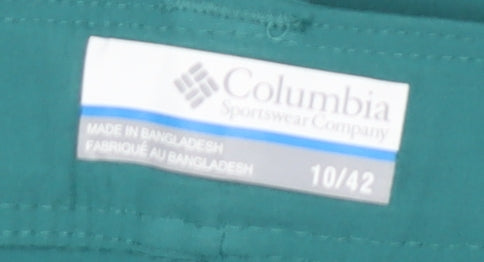 Columbia
Sportswear Company
MADE IN BANGLADESH
FABRIQUÉ AU BANGLADESH
10/42